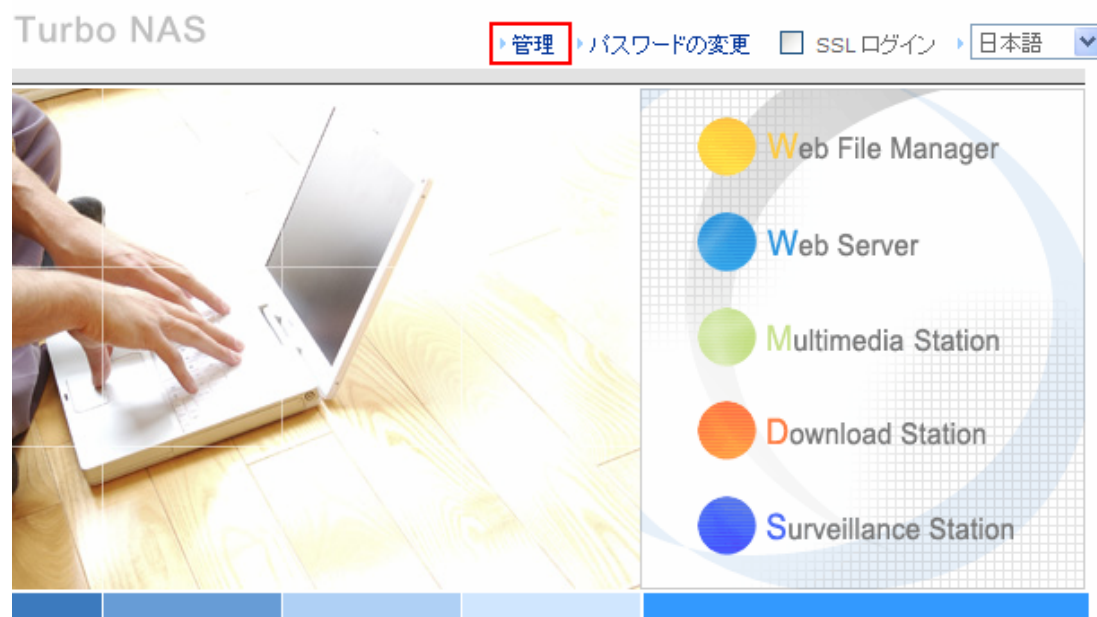 Turbo NAS
管理 パスワードの変更 SSL ログイン 日本語
Web File Manager
Web Server
Multimedia Station
Download Station
Surveillance Station